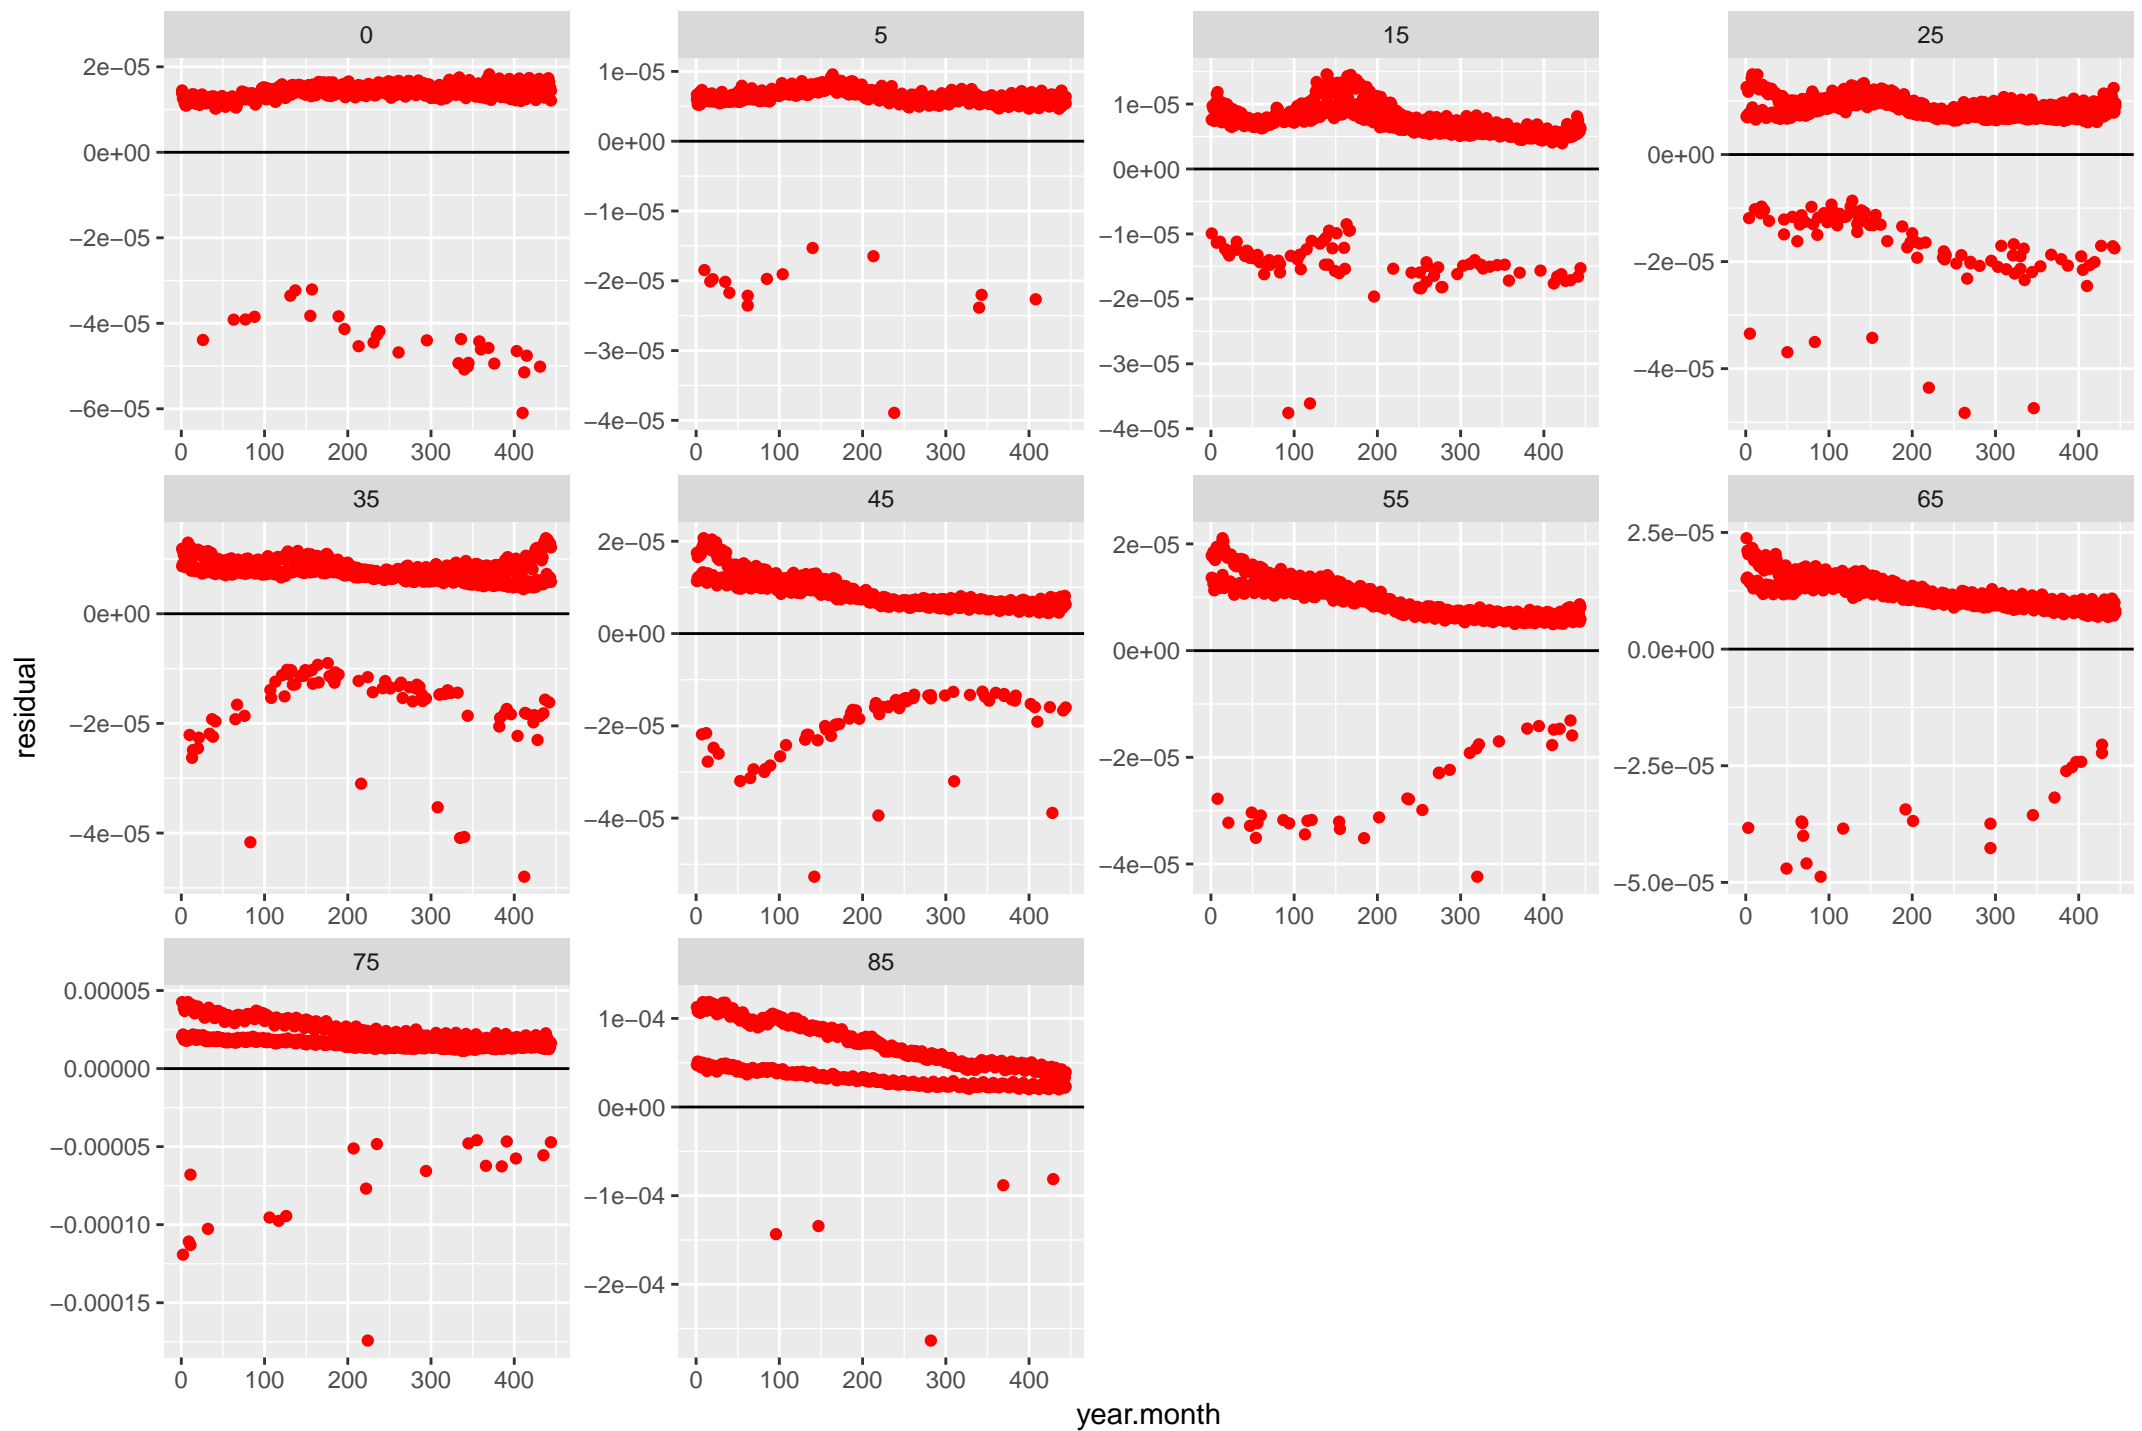 0 5 15 25
2e−05 1e−05 1e−05 0e+00
0e+00 0e+00 0e+00 −2e−05
−2e−05 −1e−05 −1e−05 −4e−05
−4e−05 −2e−05 −2e−05
−6e−05 −3e−05 −3e−05
−4e−05 −4e−05
0 100 200 300 400 0 100 200 300 400 0 100 200 300 400 0 100 200 300 400
35 45 55 65
0e+00 2e−05 2e−05 2.5e−05
−2e−05 0e+00 0e+00 0.0e+00
−4e−05 −2e−05 −2e−05 −2.5e−05
−4e−05 −4e−05 −5.0e−05
0 100 200 300 400 0 100 200 300 400 0 100 200 300 400 0 100 200 300 400
residual
75 85
0.00005 1e−04
0.00000 0e+00
−0.00005 −1e−04
−0.00010 −2e−04
−0.00015
0 100 200 300 400 0 100 200 300 400
year.month